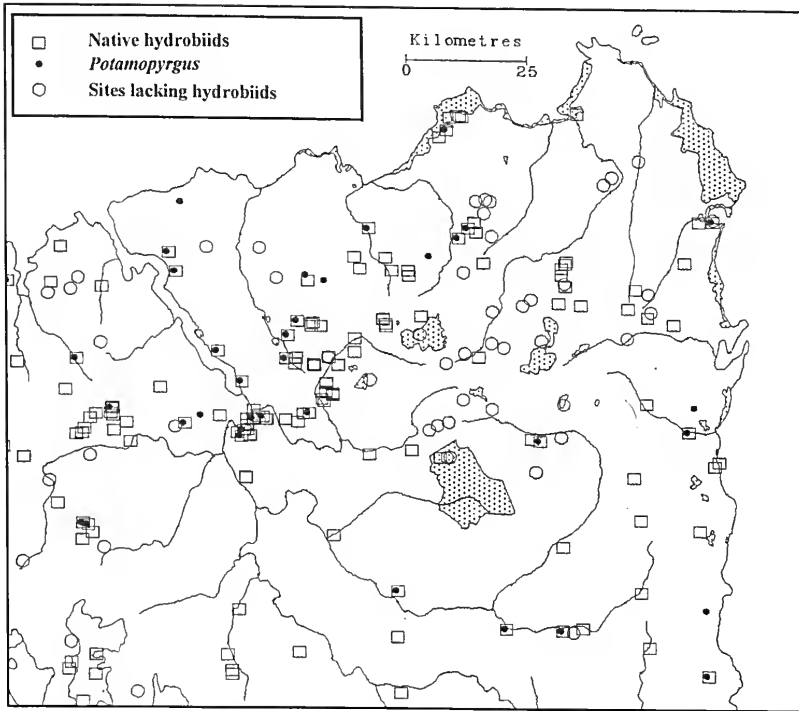 Native hydrobiids
Potamopyrgus
Sites lacking hydrobiids
Kilometres
0 25